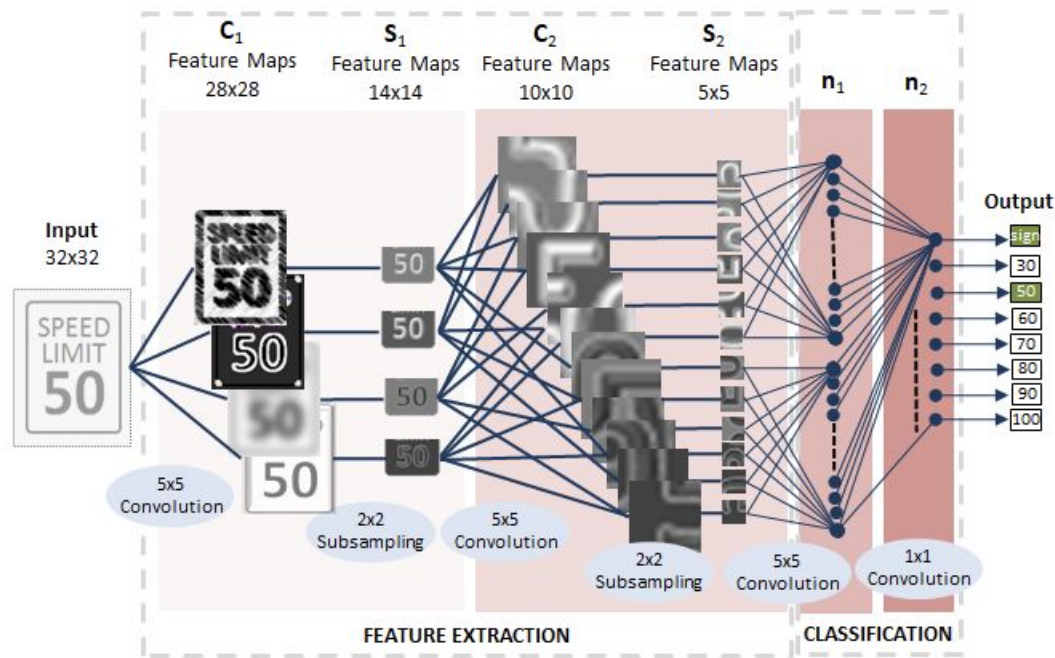 C1
Feature Maps
28x28
S1
Feature Maps
14x14
C2
Feature Maps
10x10
S2
Feature Maps
5x5
n1
n2
Input
32x32
SPEED
LIMIT
50
SPEED
LIMIT
50
50
50
50
50
50
50
50
Output
sign
30
50
60
70
80
90
100
5x5
Convolution
2x2
Subsampling
5x5
Convolution
2x2
Subsampling
5x5
Convolution
1x1
Convolution
FEATURE EXTRACTION
CLASSIFICATION